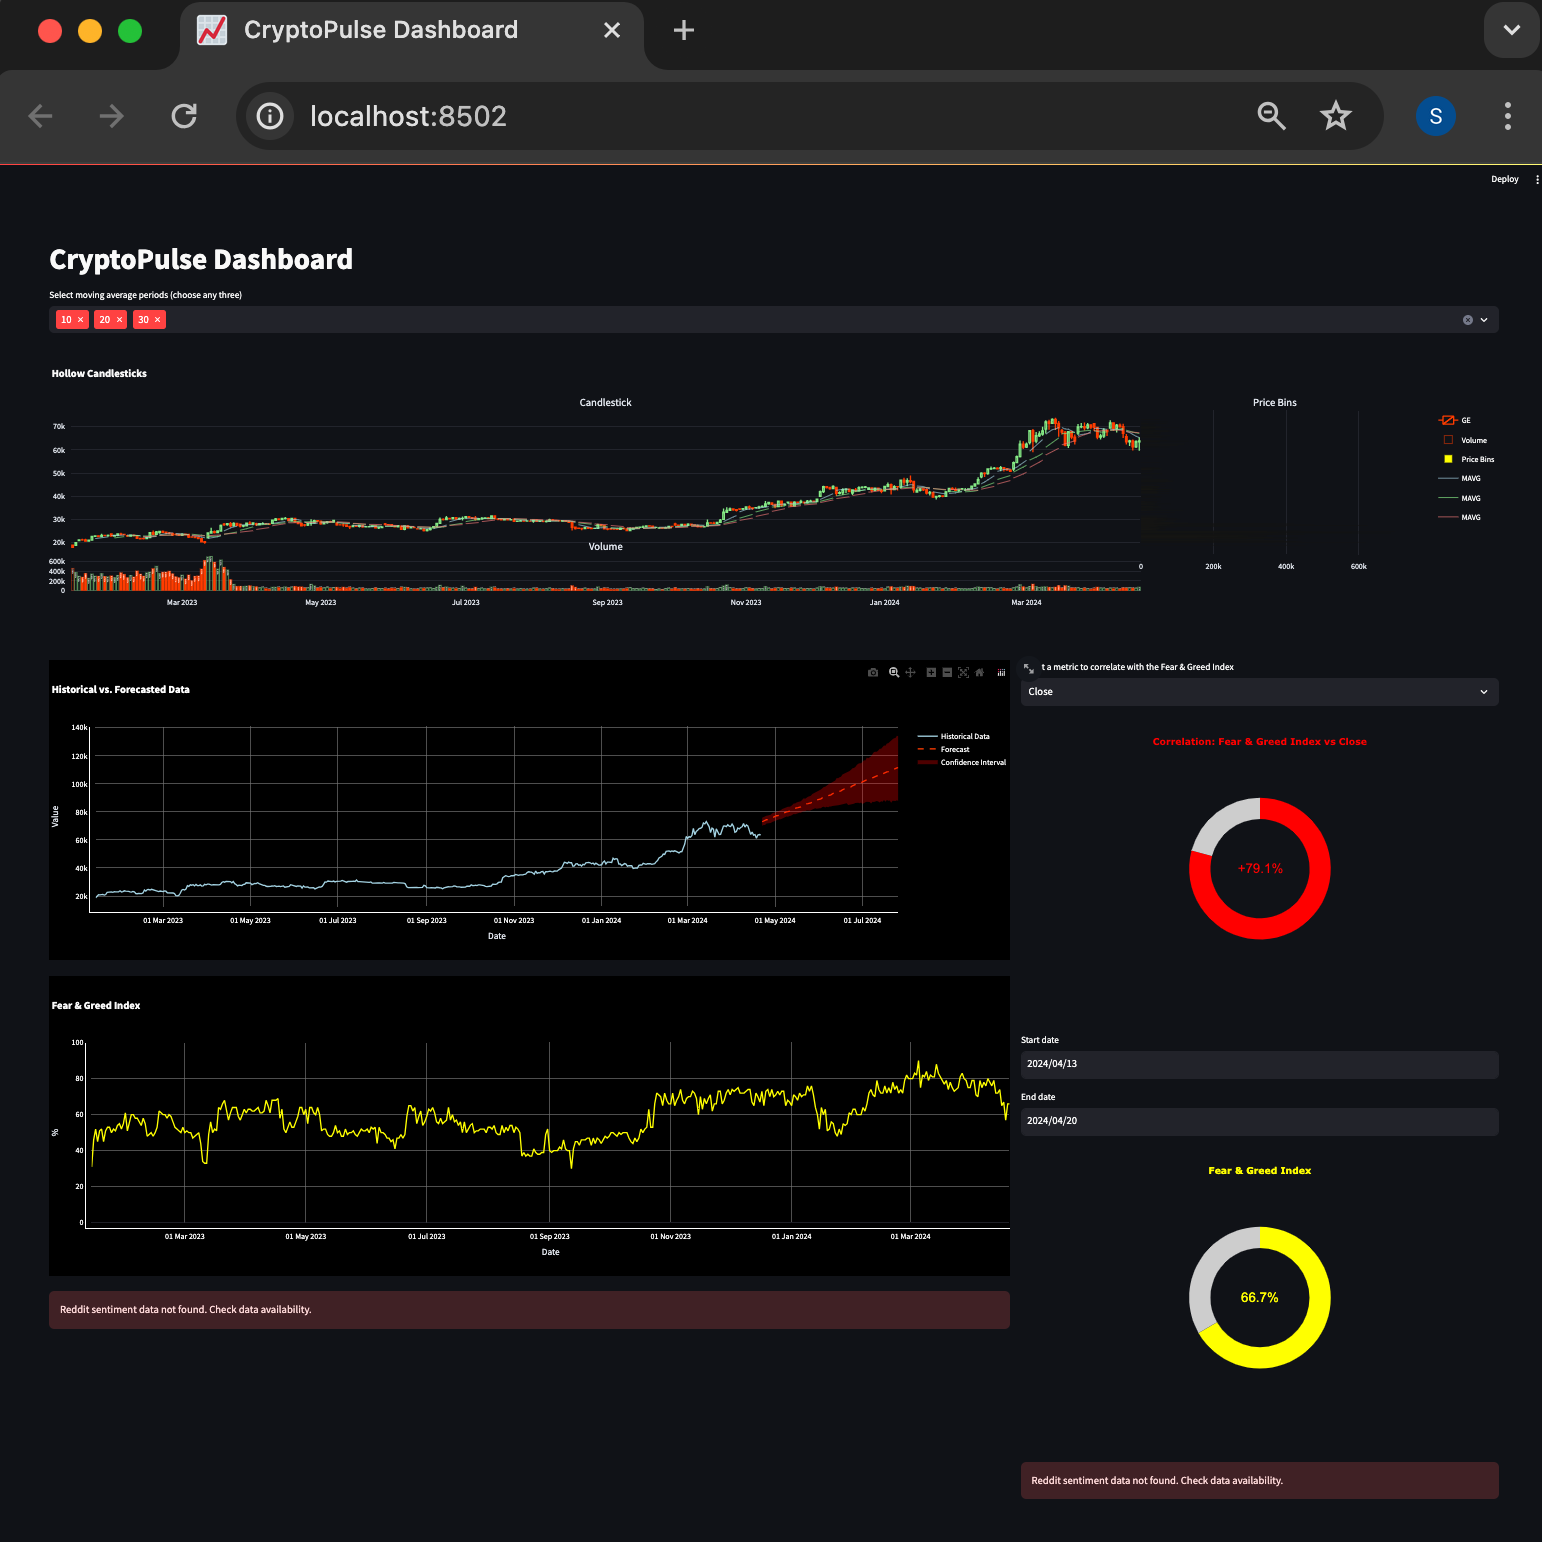 CryptoPulse Dashboard
localhost:8502
S
Deploy
CryptoPulse Dashboard
Select moving average periods (choose any three)
10 × 20 × 30 ×
Hollow Candlesticks
Candlestick
Price Bins
70k
60k
50k
40k
30k
20k
GE
Volume
Price Bins
MAVG
MAVG
MAVG
Volume
600k
400k
200k
0
0 200k 400k 600k
Mar 2023 May 2023 Jul 2023 Sep 2023 Nov 2023 Jan 2024 Mar 2024
Historical vs. Forecasted Data
140k
120k
100k
80k
60k
40k
20k
Value
Historical Data
Forecast
Confidence Interval
01 Mar 2023 01 May 2023 01 Jul 2023 01 Sep 2023 01 Nov 2023 01 Jan 2024 01 Mar 2024 01 May 2024 01 Jul 2024
Date
t a metric to correlate with the Fear & Greed Index
Close
Correlation: Fear & Greed Index vs Close
+79.1%
Fear & Greed Index
100
80
60
40
20
0
%
01 Mar 2023 01 May 2023 01 Jul 2023 01 Sep 2023 01 Nov 2023 01 Jan 2024 01 Mar 2024
Date
Start date
2024/04/13
End date
2024/04/20
Fear & Greed Index
66.7%
Reddit sentiment data not found. Check data availability.
Reddit sentiment data not found. Check data availability.